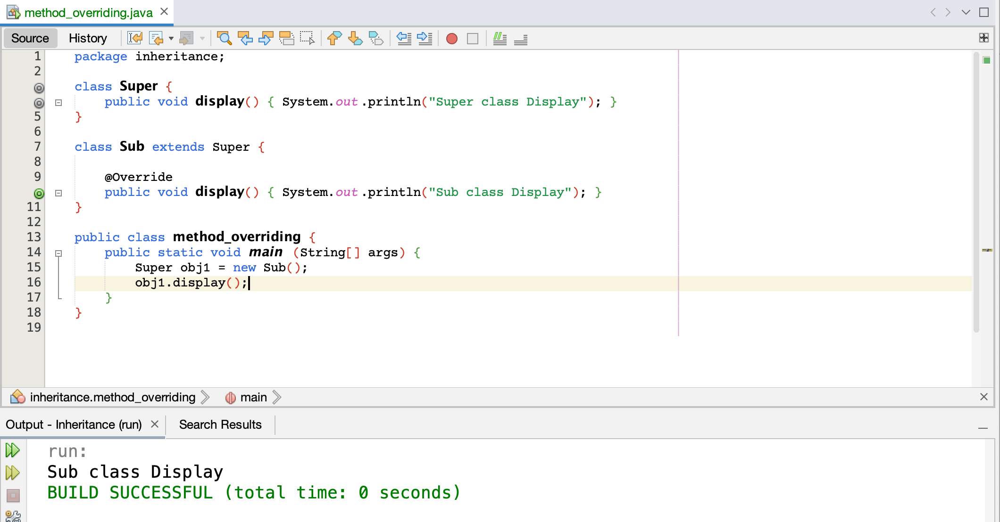 method_overriding.java
Source History
1 package inheritance;
2
class Super {
public void display() { System.out.println("Super class Display"); }
5 }
6
7 class Sub extends Super {
8
9 @Override
public void display() { System.out.println("Sub class Display"); }
11 }
12
13 public class method_overriding {
14 public static void main (String[] args) {
15 Super obj1 = new Sub();
16 obj1.display();
17 }
18 }
19
inheritance.method_overriding main
Output - Inheritance (run) Search Results
run:
Sub class Display
BUILD SUCCESSFUL (total time: 0 seconds)